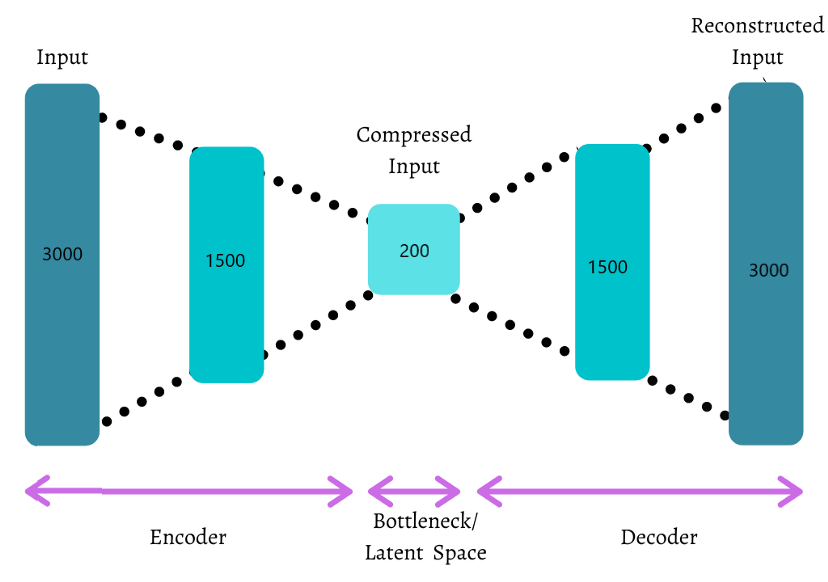 Reconstructed
Input
Input
Compressed
Input
3000
1500
200
1500
3000
Encoder
Bottleneck/
Latent Space
Decoder